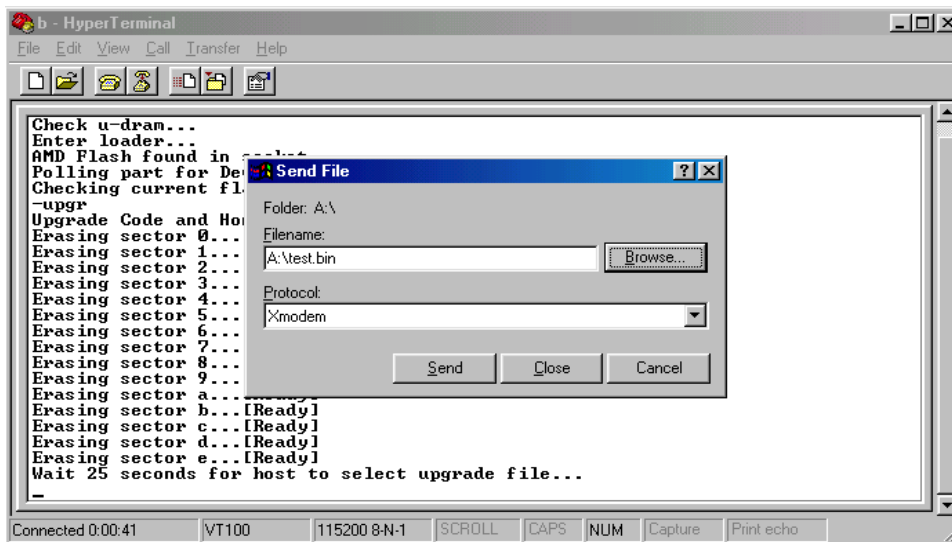 b - HyperTerminal
File Edit View Call Transfer Help
Check u-dram...
Enter loader...
AMD Flash found in
Polling part for
Checking current
-upgr
Upgrade Code and
Erasing sector 0...
Erasing sector 1...
Erasing sector 2...
Erasing sector 3...
Erasing sector 4...
Erasing sector 5...
Erasing sector 6...
Erasing sector 7...
Erasing sector 8...
Erasing sector 9...
Erasing sector a...
Erasing sector b...[Ready]
Erasing sector c...[Ready]
Erasing sector d...[Ready]
Erasing sector e...[Ready]
Wait 25 seconds for host to select upgrade file...
Send File
Folder: A:\
Filename:
A:\test.bin
Browse...
Protocol:
Xmodem
Send Close Cancel
Connected 0:00:41 VT100 115200 8-N-1 SCROLL CAPS NUM Capture Print echo